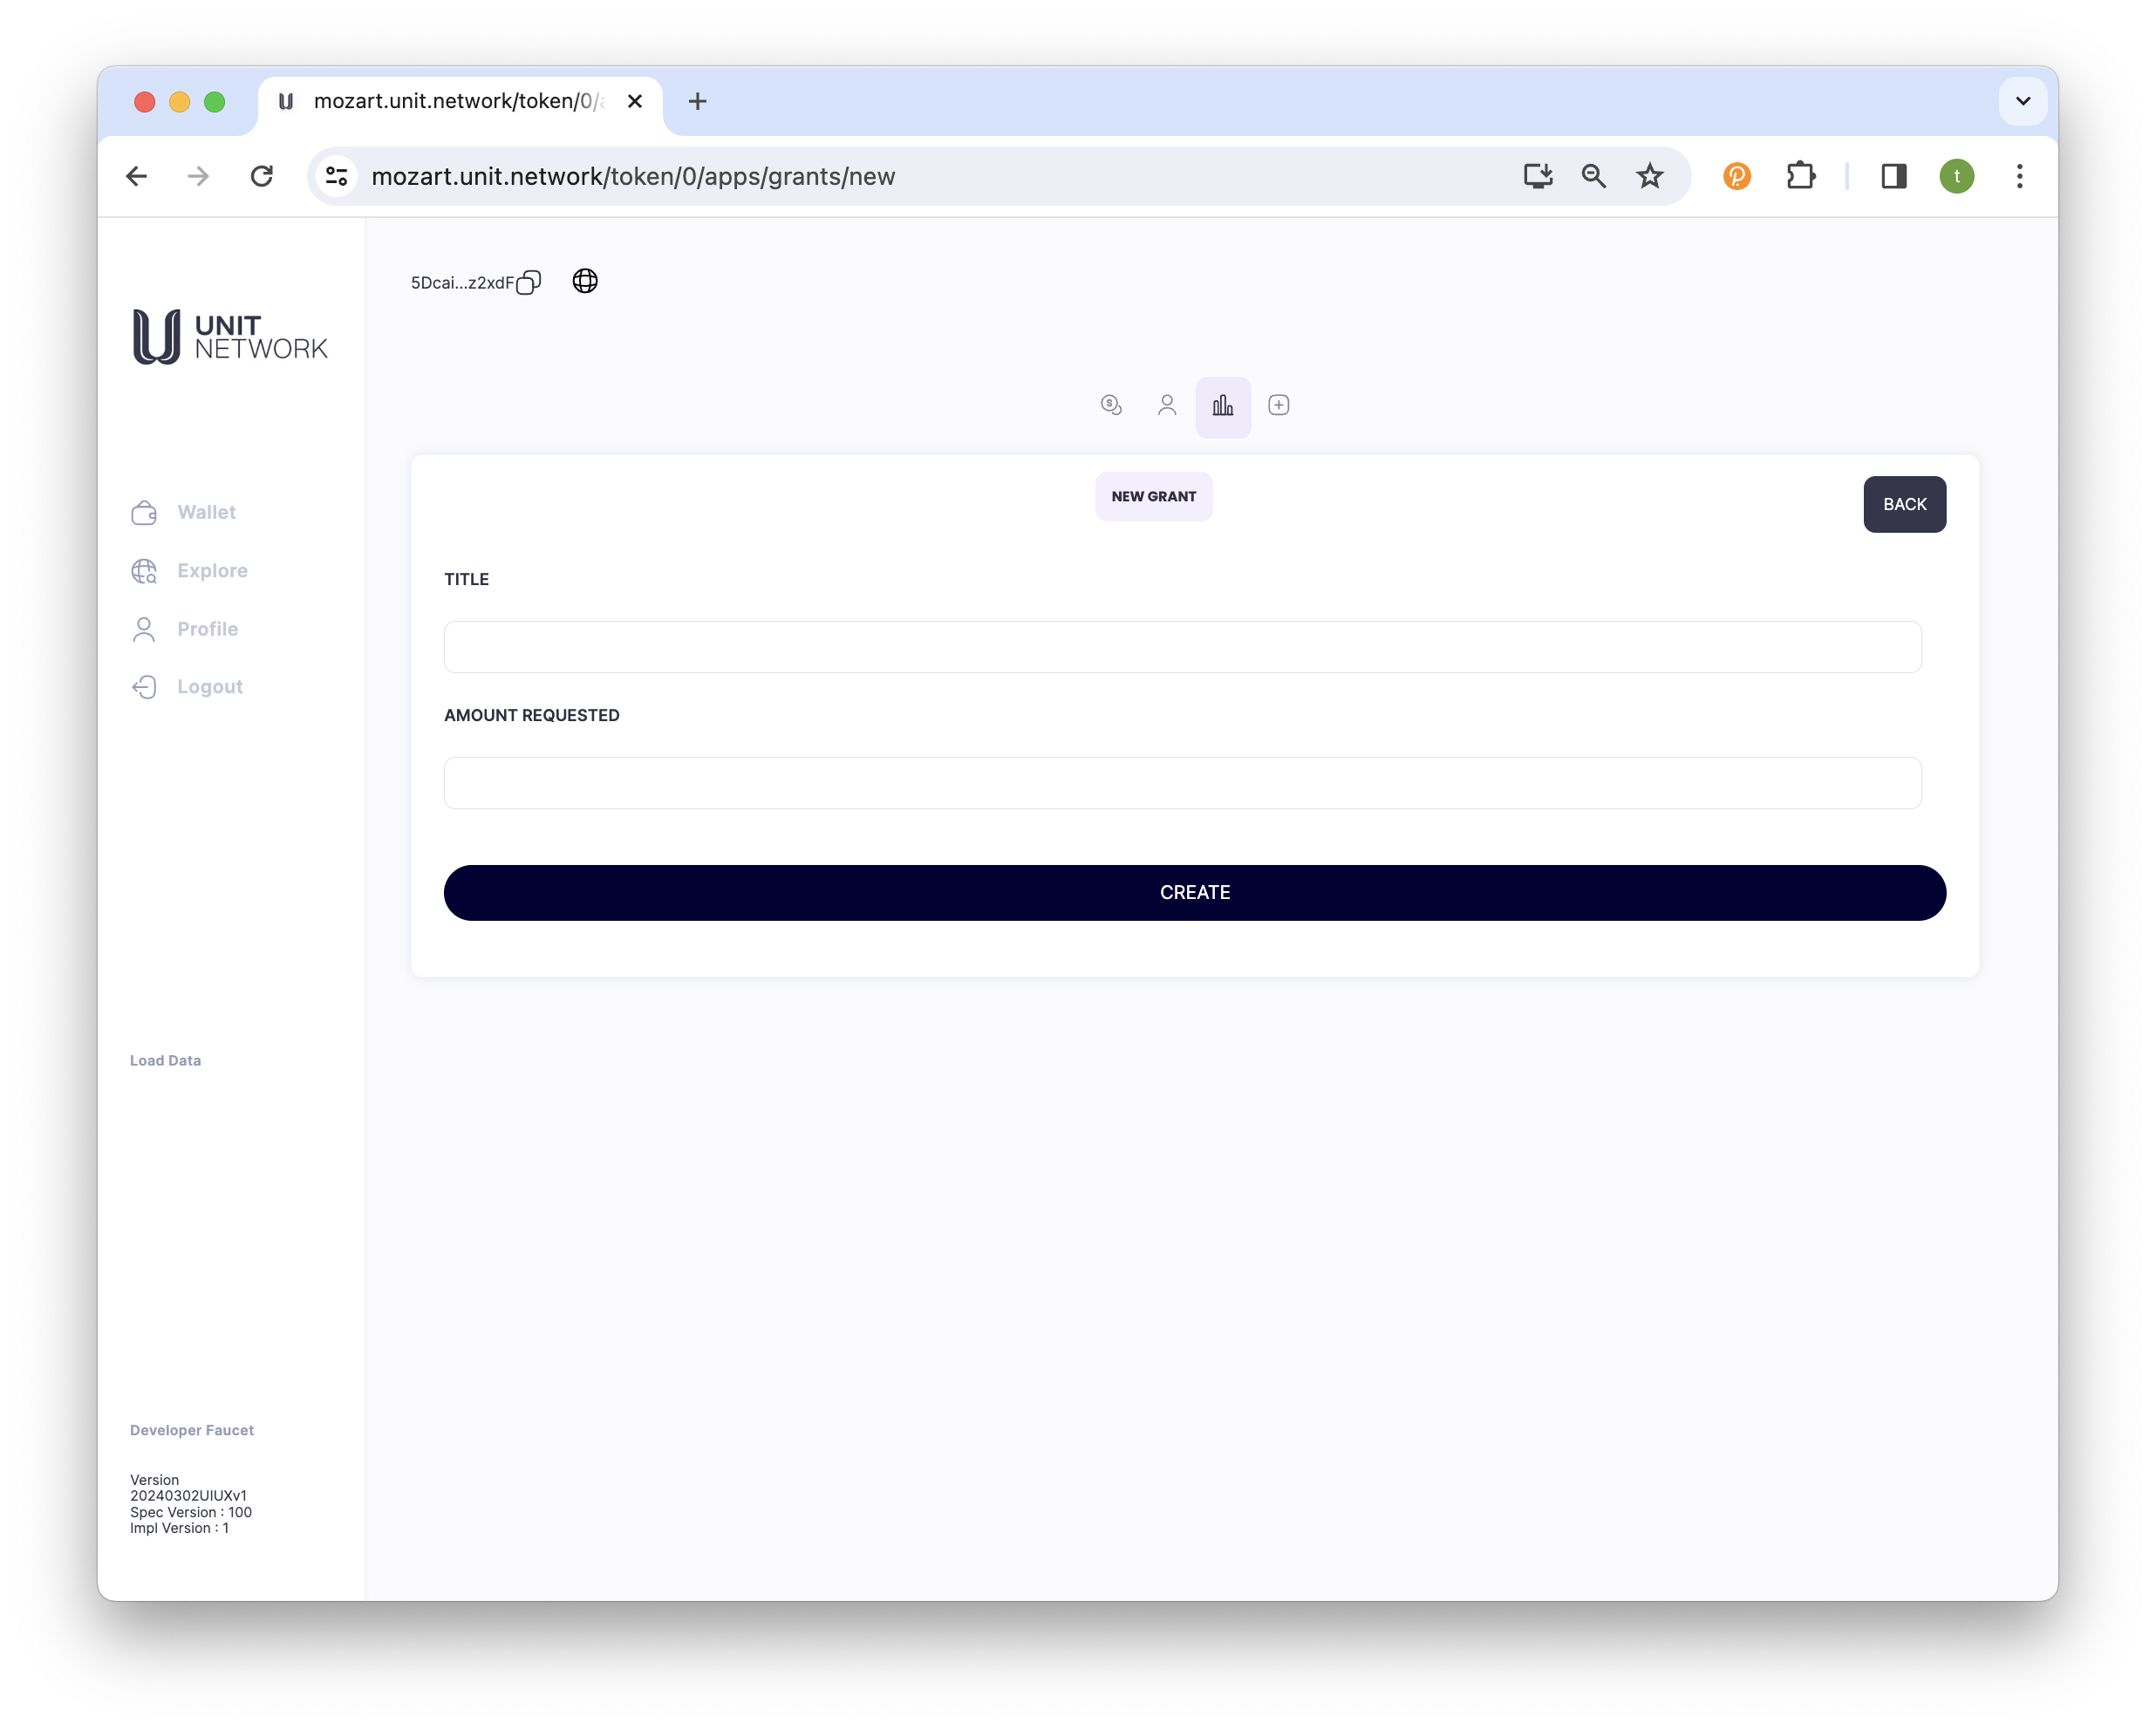 mozart.unit.network/token/0/a
mozart.unit.network/token/0/apps/grants/new
t
5Dcai...z2xdF
UNIT
NETWORK
NEW GRANT
BACK
Wallet
Explore
Profile
Logout
TITLE
AMOUNT REQUESTED
CREATE
Load Data
Developer Faucet
Version
20240302UIUXv1
Spec Version : 100
Impl Version : 1